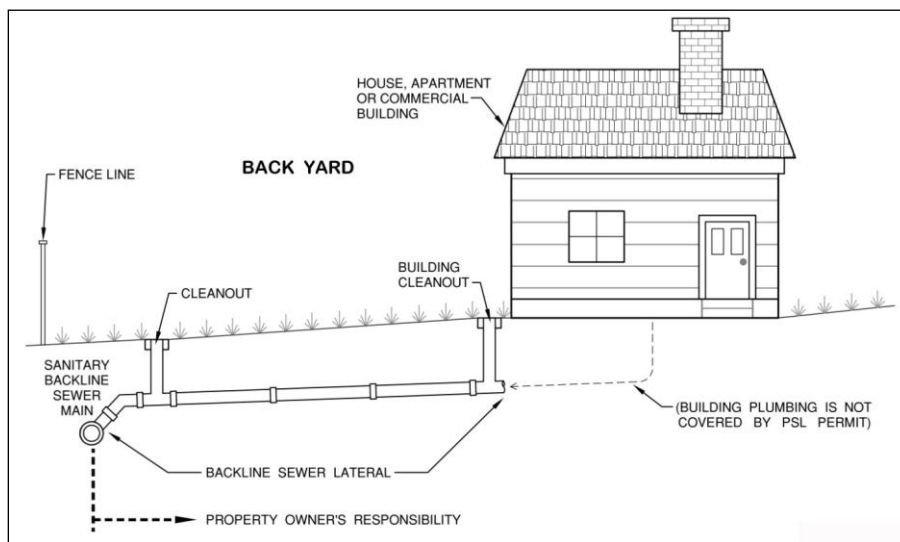 HOUSE, APARTMENT
OR COMMERCIAL
BUILDING
BACK YARD
FENCE LINE
BUILDING
CLEANOUT
CLEANOUT
SANITARY
BACKLINE
SEWER
MAIN
(BUILDING PLUMBING IS NOT
COVERED BY PSL PERMIT)
BACKLINE SEWER LATERAL
PROPERTY OWNER'S RESPONSIBILITY